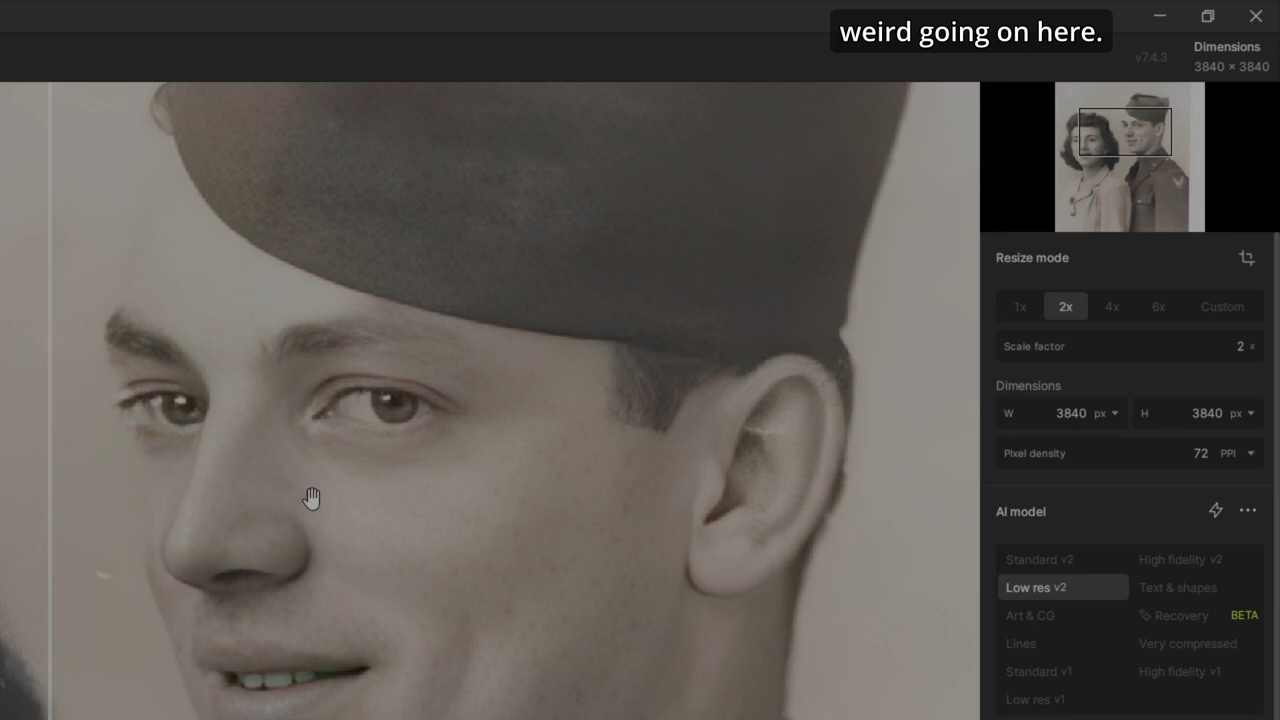 weird going on here.
Dimensions
v7.4.3
3840 × 3840
Resize mode
1x 2x 4x 6x Custom
Scale factor 2 x
Dimensions
W 3840 px H 3840 px
Pixel density 72 PPI
AI model
Standard v2 High fidelity v2
Low res v2 Text & shapes
Art & CG Recovery BETA
Lines Very compressed
Standard v1 High fidelity v1
Low res v1